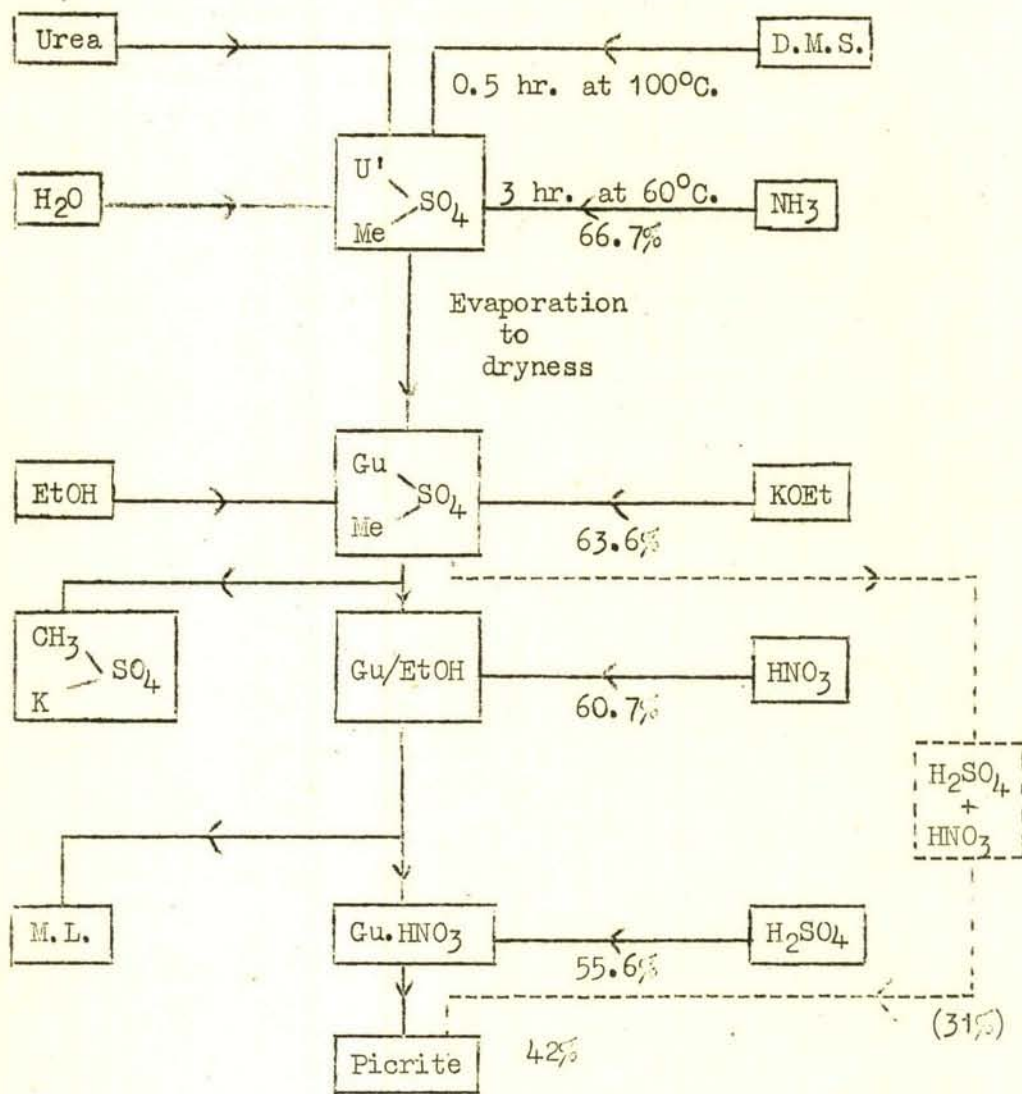 Urea
D.M.S.
0.5 hr. at 100°C.
U'
SO4
Me
H2O
3 hr. at 60°C.
NH3
66.7%
Evaporation
to
dryness
EtOH
Gu
SO4
Me
KOEt
63.6%
CH3
SO4
K
Gu/EtOH
HNO3
60.7%
H2SO4
+
HNO3
M.L.
Gu.HNO3
H2SO4
55.6%
(31%)
Picrite
42%